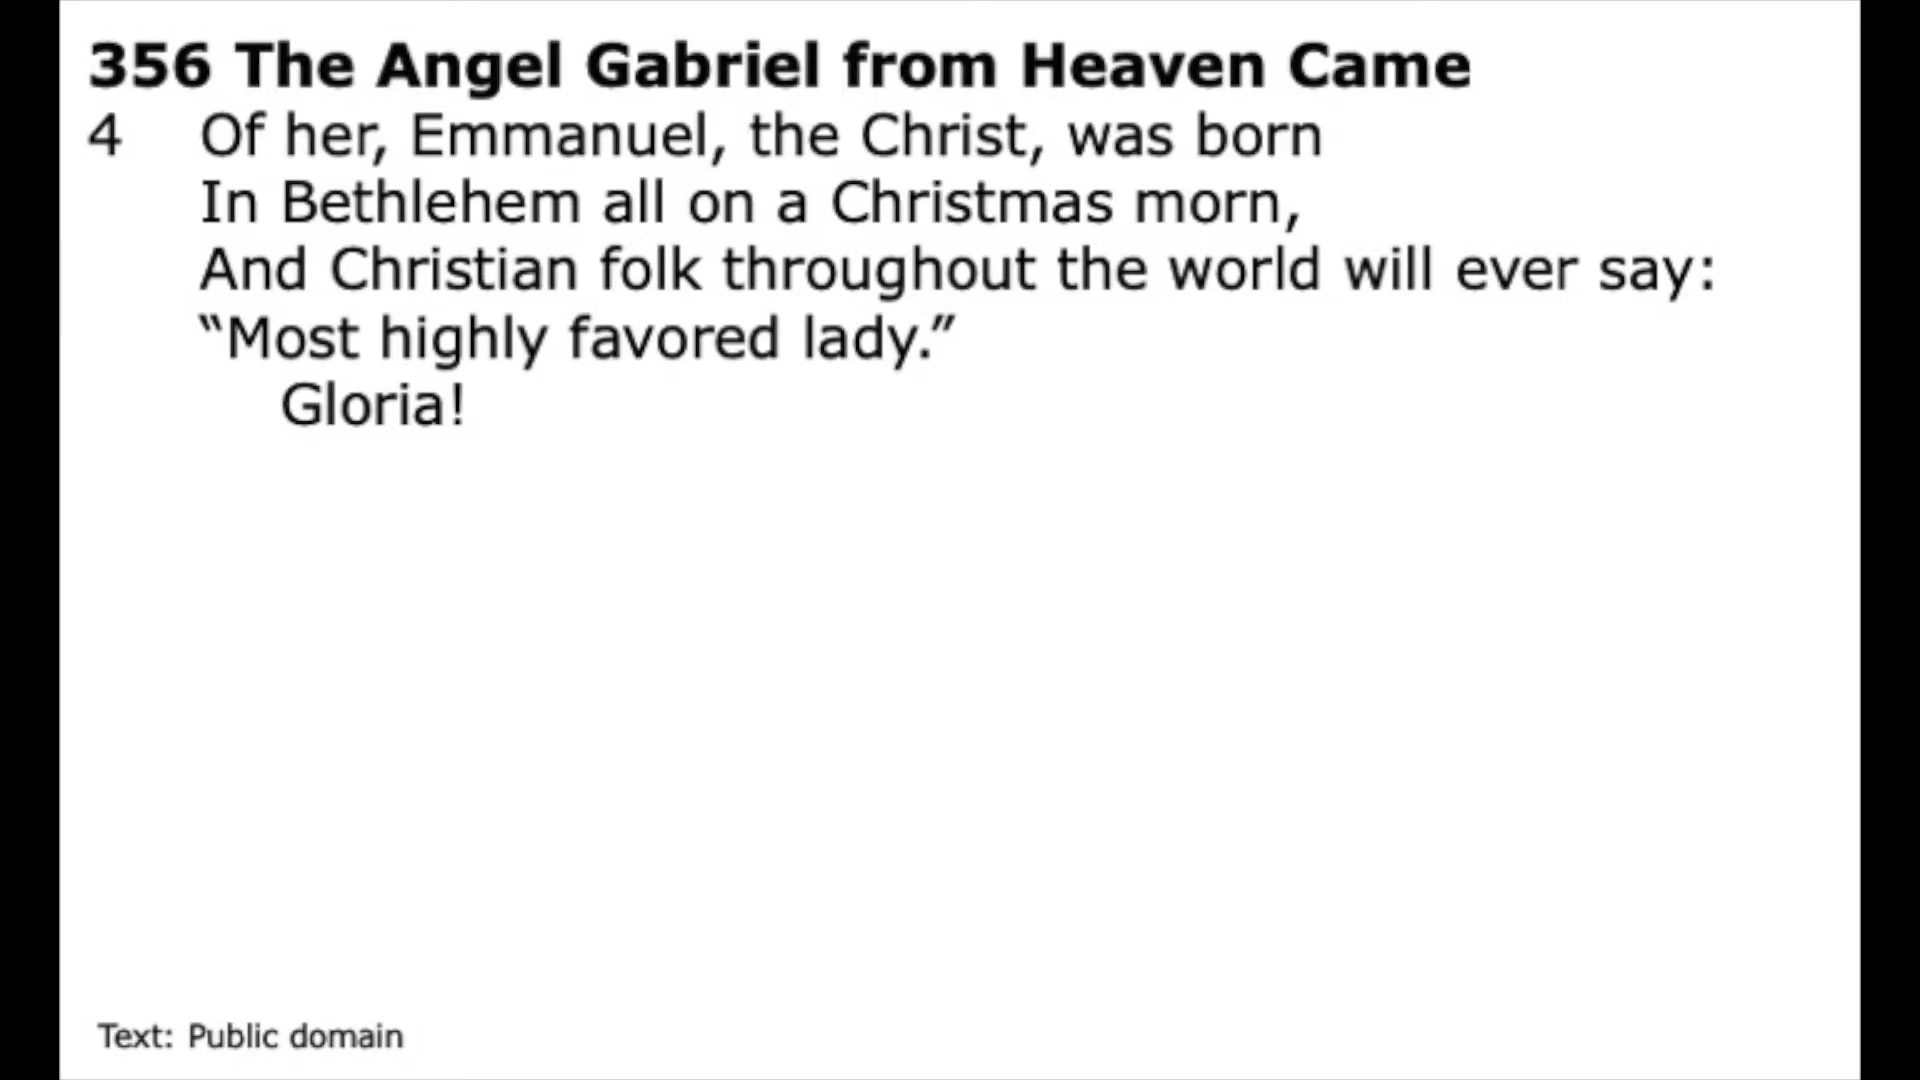 356 The Angel Gabriel from Heaven Came
4 Of her, Emmanuel, the Christ, was born
In Bethlehem all on a Christmas morn,
And Christian folk throughout the world will ever say:
“Most highly favored lady.”
Gloria!
Text: Public domain